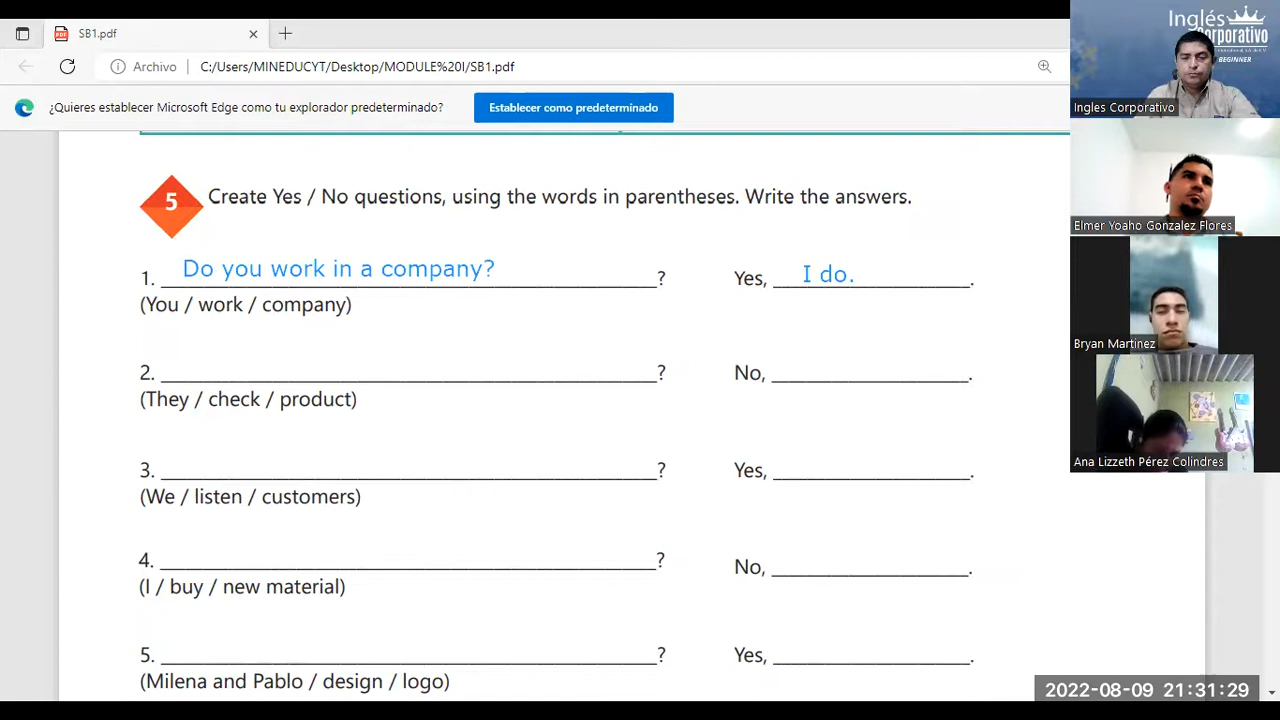 SB1.pdf
Archivo
C:/Users/MINEDUCYT/Desktop/MODULE%20I/SB1.pdf
¿Quieres establecer Microsoft Edge como tu explorador predeterminado?
Establecer como predeterminado
5 Create Yes / No questions, using the words in parentheses. Write the answers.
1. Do you work in a company? ? Yes, I do. .
(You / work / company)
2. ? No, .
(They / check / product)
3. ? Yes, .
(We / listen / customers)
4. ? No, .
(I / buy / new material)
5. ? Yes, .
(Milena and Pablo / design / logo)
Inglés
Corporativo
BEGINNER
Ingles Corporativo
Elmer Yoaho Gonzalez Flores
Bryan Martinez
Ana Lizzeth Pérez Colindres
2022-08-09 21:31:29